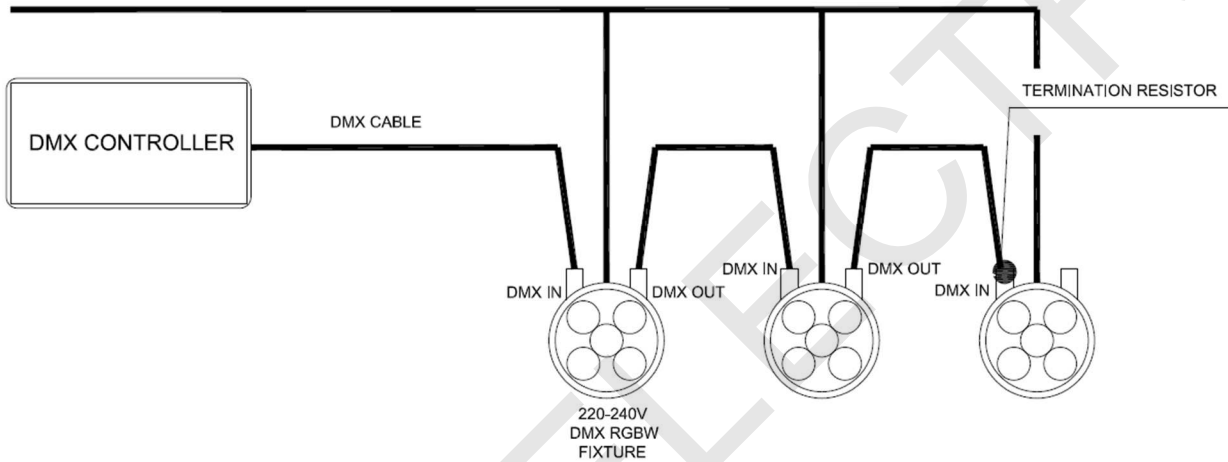 TERMINATION RESISTOR
DMX CABLE
DMX CONTROLLER
DMX IN
DMX OUT
DMX IN
DMX OUT
DMX IN
220-240V
DMX RGBW
FIXTURE